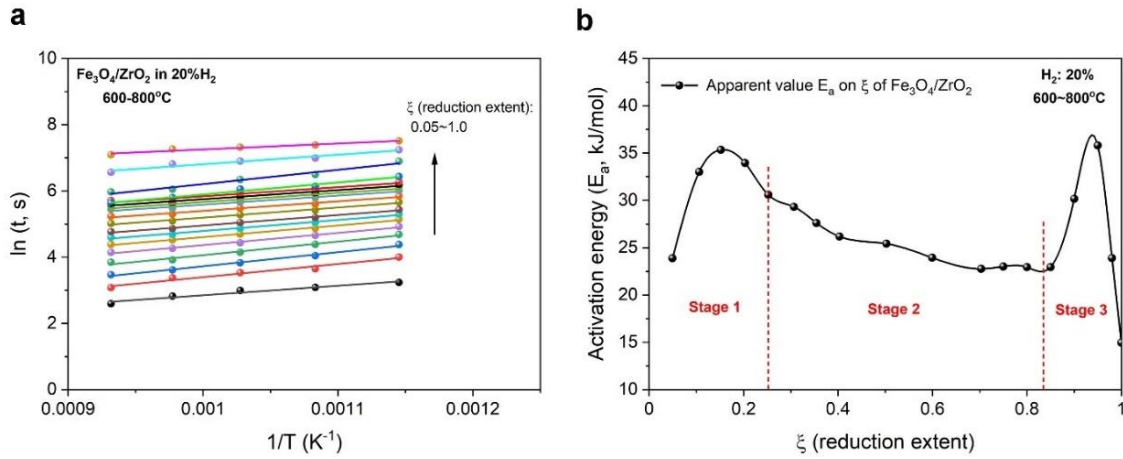 a
Fe₃O₄/ZrO₂ in 20%H₂
600-800°C
ξ (reduction extent):
0.05~1.0
10
8
6
4
2
0
ln (t, s)
0.0009
0.001
0.0011
0.0012
1/T (K⁻¹)
b
Apparent value Eₐ on ξ of Fe₃O₄/ZrO₂
H₂: 20%
600~800°C
45
40
35
30
25
20
15
10
Activation energy (Eₐ, kJ/mol)
Stage 1
Stage 2
Stage 3
0
0.2
0.4
0.6
0.8
1
ξ (reduction extent)